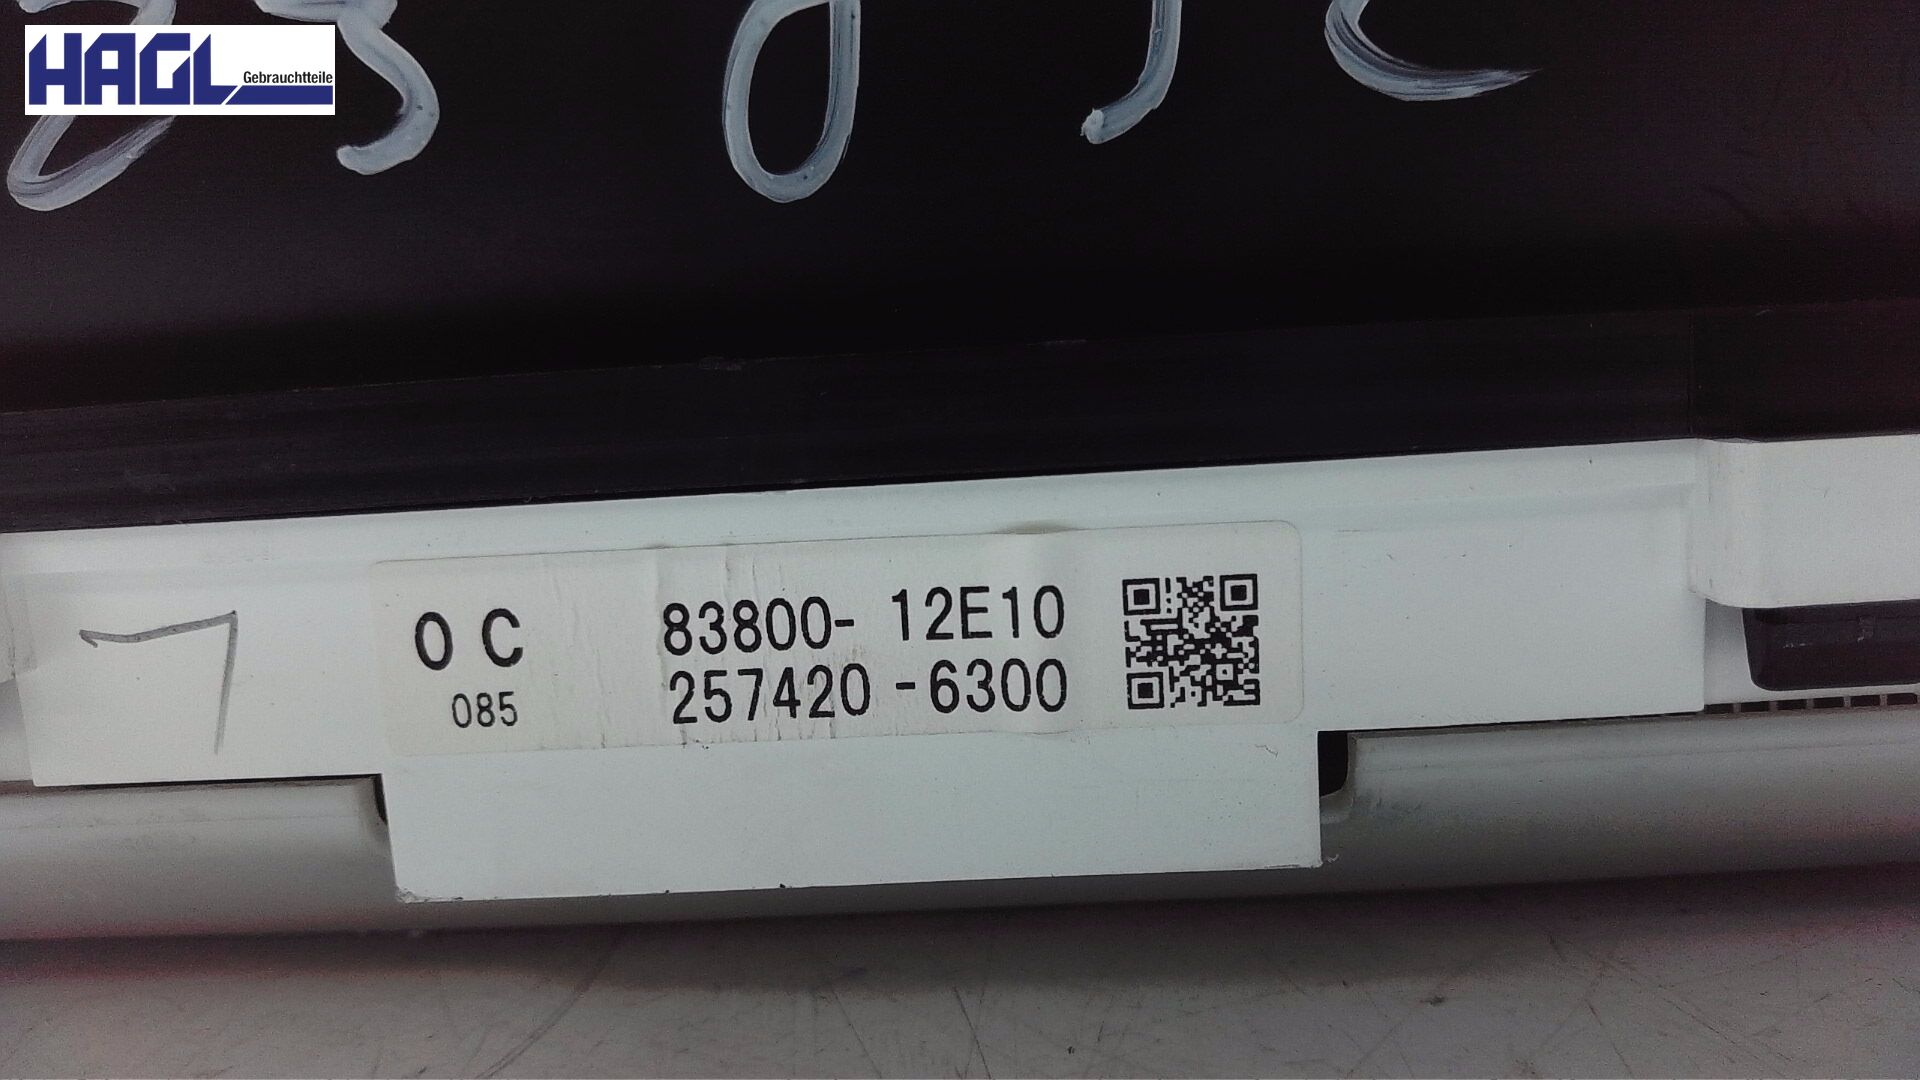 HAGL
Gebrauchtteile
0 C 83800- 12E10
085 257420 -6300